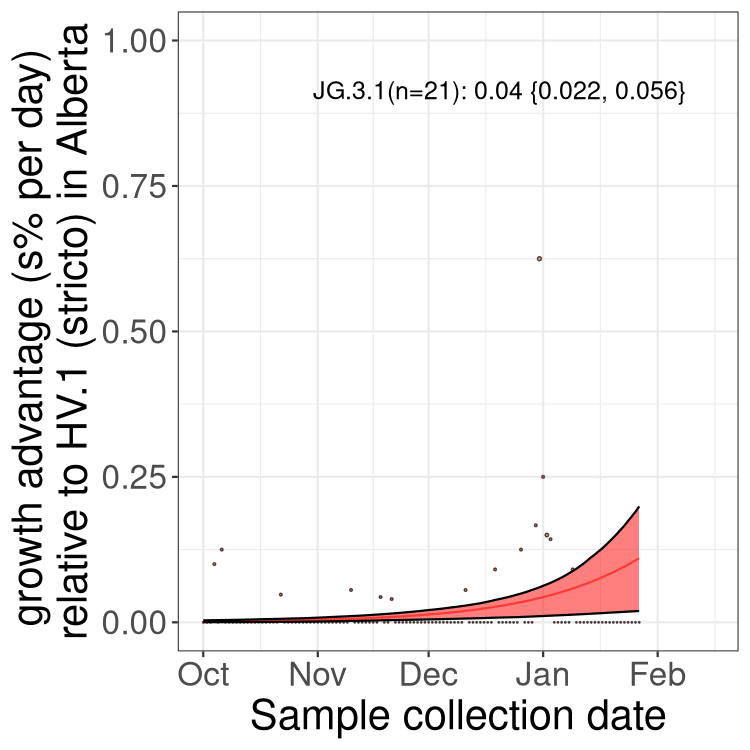 growth advantage (s% per day)
relative to HV.1 (stricto) in Alberta
1.00
0.75
0.50
0.25
0.00
JG.3.1(n=21): 0.04 {0.022, 0.056}
Oct Nov Dec Jan Feb
Sample collection date